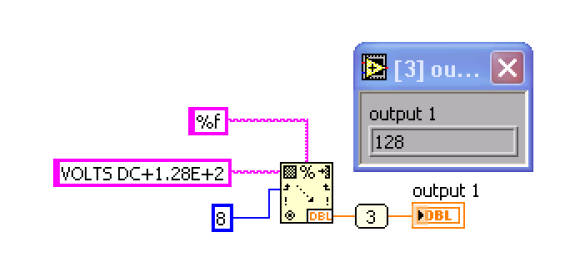 [3] ou...
output 1
128
%f
VOLTS DC+1.28E+2
%
8
DBL
3
output 1
DBL